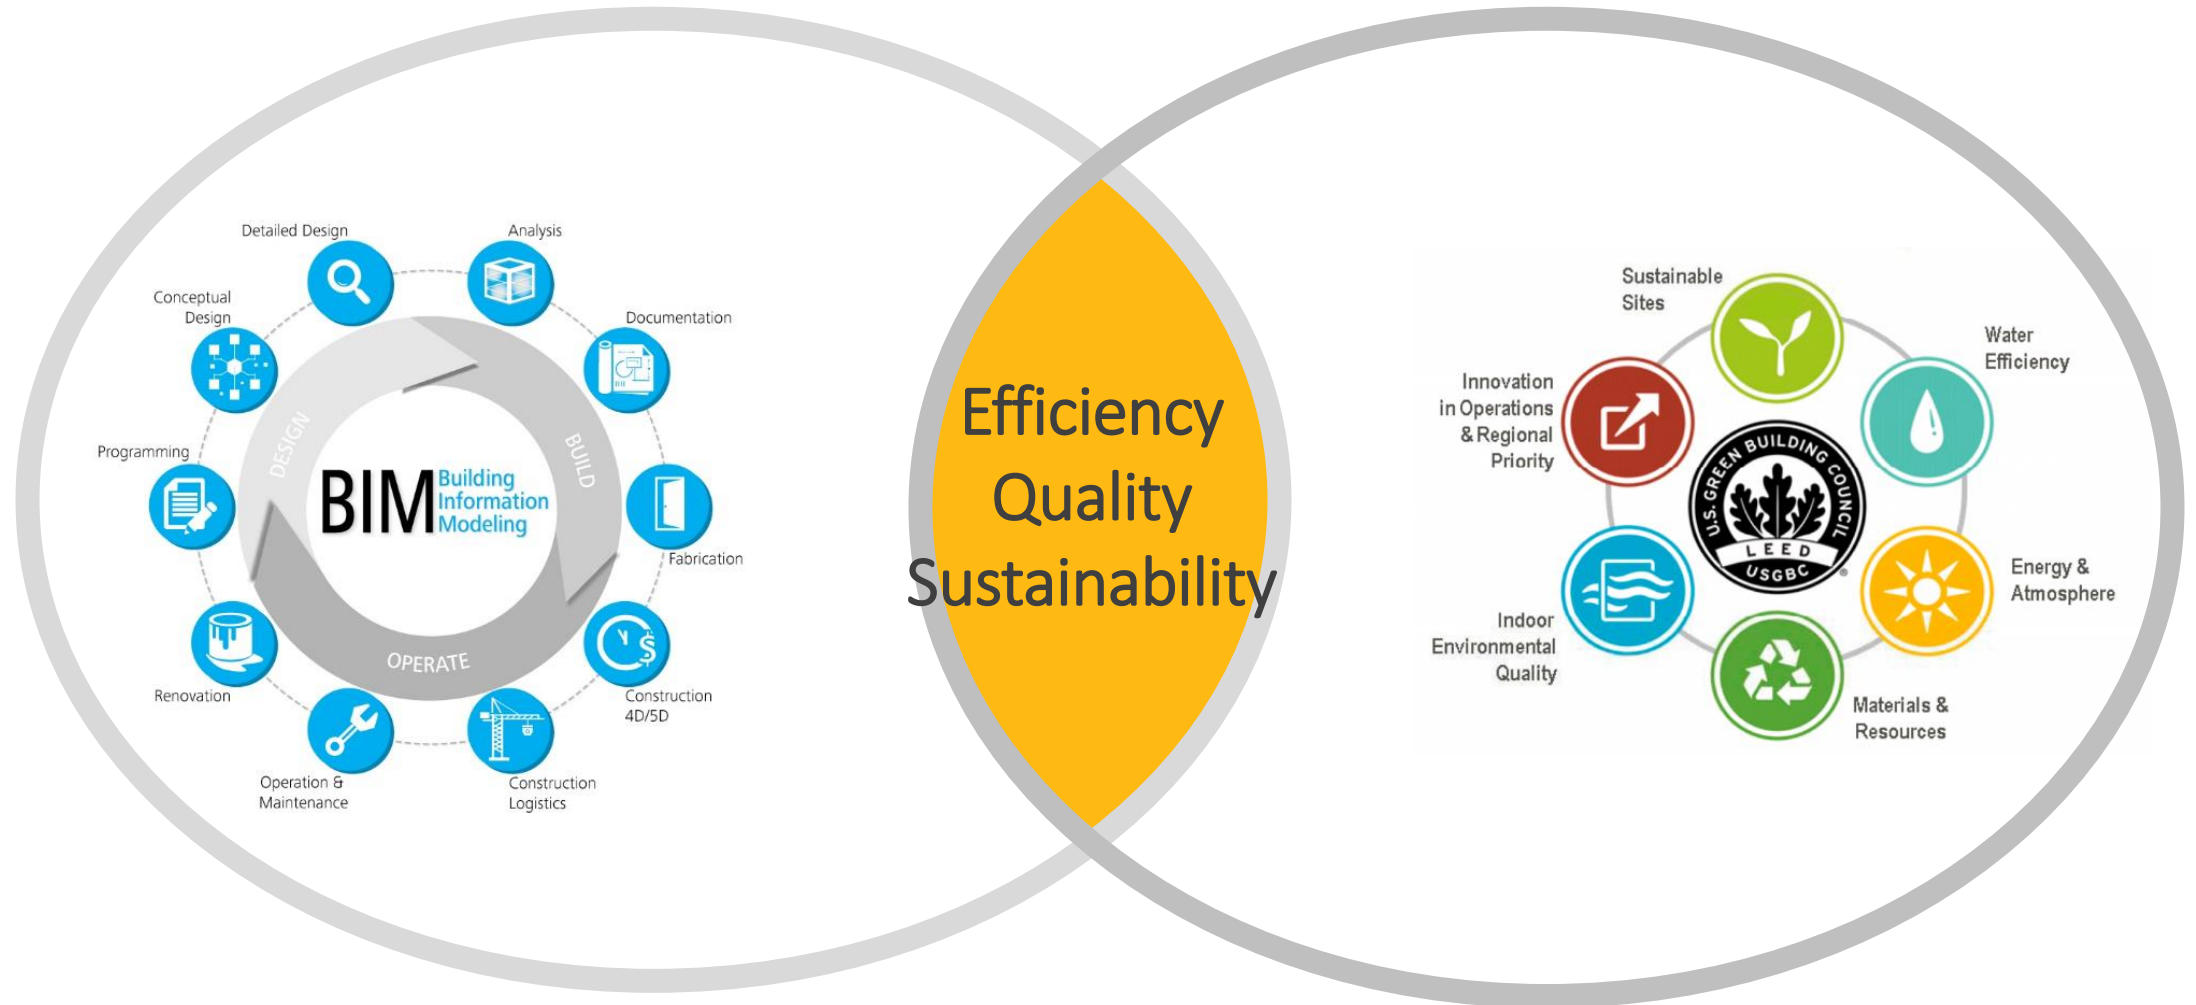 Detailed Design
Analysis
Conceptual
Design
Documentation
Programming
DESIGN
BUILD
BIM
Building
Information
Modeling
Fabrication
OPERATE
Renovation
Construction
4D/5D
Operation &
Maintenance
Construction
Logistics
Efficiency
Quality
Sustainability
Sustainable
Sites
Water
Efficiency
Innovation
in Operations
& Regional
Priority
U.S. GREEN BUILDING COUNCIL
LEED
USGBC
®
Energy &
Atmosphere
Indoor
Environmental
Quality
Materials &
Resources
$